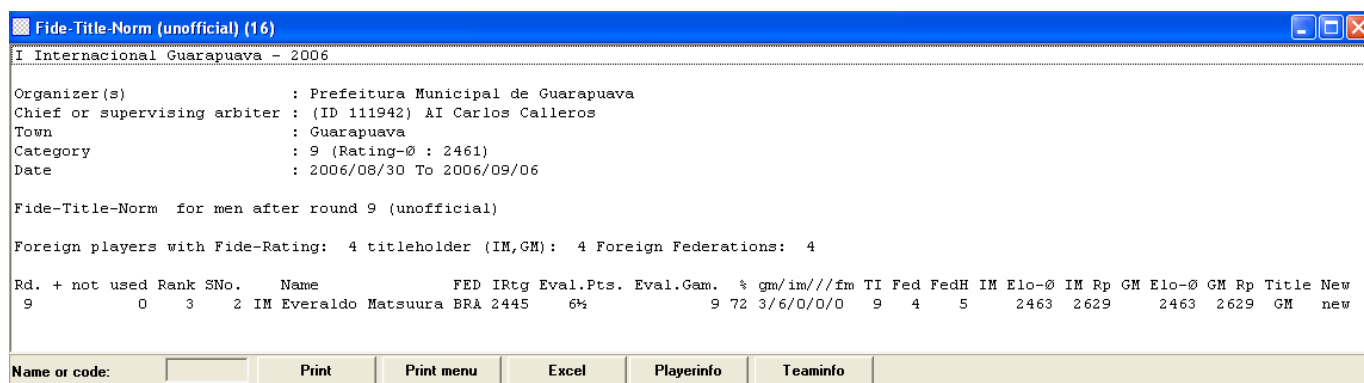 Fide-Title-Norm (unofficial) (16)
I Internacional Guarapuava - 2006
Organizer(s) : Prefeitura Municipal de Guarapuava
Chief or supervising arbiter : (ID 111942) AI Carlos Calleros
Town : Guarapuava
Category : 9 (Rating-Ø : 2461)
Date : 2006/08/30 To 2006/09/06
Fide-Title-Norm for men after round 9 (unofficial)
Foreign players with Fide-Rating: 4 titleholder (IM,GM): 4 Foreign Federations: 4
Rd. + not used Rank SNo. Name FED IRtg Eval.Pts. Eval.Gam. % gm/im///fm TI Fed FedH IM Elo-Ø IM Rp GM Elo-Ø GM Rp Title New
9 0 3 2 IM Everaldo Matsuura BRA 2445 6½ 9 72 3/6/0/0/0 9 4 5 2463 2629 2463 2629 GM new
Name or code: Print Print menu Excel Playerinfo Teaminfo